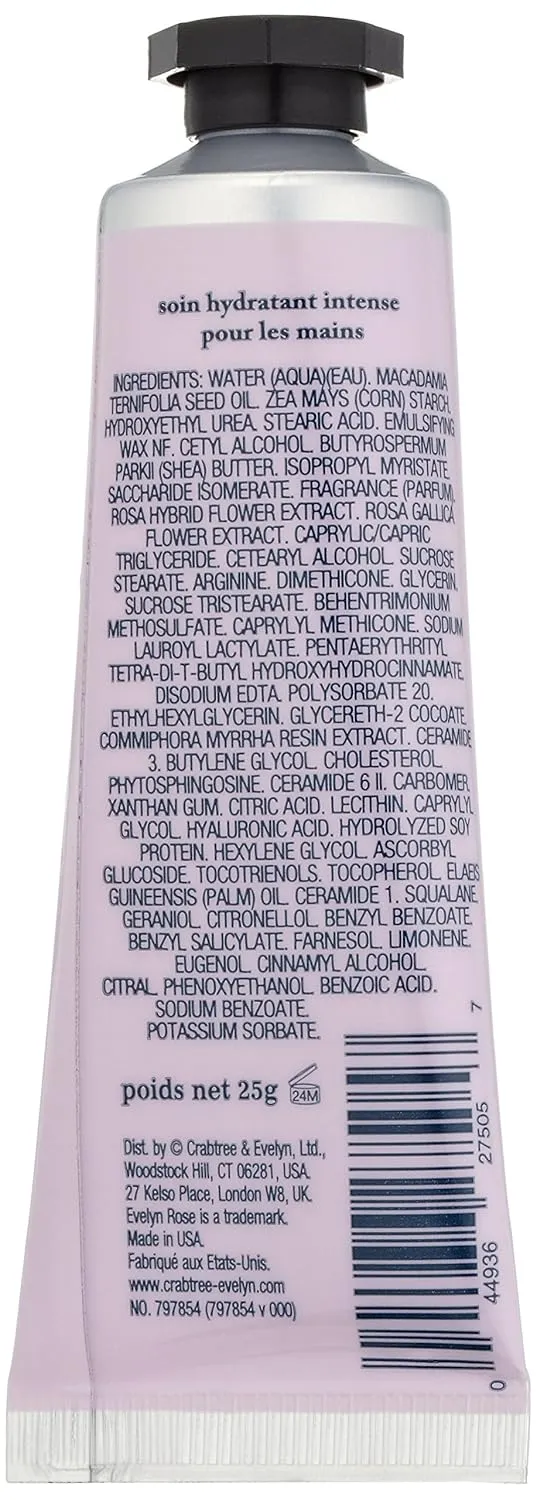 soin hydratant intense
pour les mains
INGREDIENTS: WATER (AQUA)(EAU). MACADAMIA
TERNIFOLIA SEED OIL. ZEA MAYS (CORN) STARCH.
HYDROXYETHYL UREA. STEARIC ACID. EMULSIFYING
WAX NF. CETYL ALCOHOL. BUTYROSPERMUM
PARKII (SHEA) BUTTER. ISOPROPYL MYRISTATE.
SACCHARIDE ISOMERATE. FRAGRANCE (PARFUM).
ROSA HYBRID FLOWER EXTRACT. ROSA GALLICA
FLOWER EXTRACT. CAPRYLIC/CAPRIC
TRIGLYCERIDE. CETEARYL ALCOHOL. SUCROSE
STEARATE. ARGININE. DIMETHICONE. GLYCERIN.
SUCROSE TRISTEARATE. BEHENTRIMONIUM
METHOSULFATE. CAPRYLYL METHICONE. SODIUM
LAUROYL LACTYLATE. PENTAERYTHRITYL
TETRA-DI-T-BUTYL HYDROXYHYDROCINNAMATE.
DISODIUM EDTA. POLYSORBATE 20.
ETHYLHEXYLGLYCERIN. GLYCERETH-2 COCOATE.
COMMIPHORA MYRRHA RESIN EXTRACT. CERAMIDE
3. BUTYLENE GLYCOL. CHOLESTEROL.
PHYTOSPHINGOSINE. CERAMIDE 6 II. CARBOMER.
XANTHAN GUM. CITRIC ACID. LECITHIN. CAPRYLYL
GLYCOL. HYALURONIC ACID. HYDROLYZED SOY
PROTEIN. HEXYLENE GLYCOL. ASCORBYL
GLUCOSIDE. TOCOTRIENOLS. TOCOPHEROL. ELAEIS
GUINEENSIS (PALM) OIL. CERAMIDE 1. SQUALANE.
GERANIOL. CITRONELLOL. BENZYL BENZOATE.
BENZYL SALICYLATE. FARNESOL. LIMONENE.
EUGENOL. CINNAMYL ALCOHOL.
CITRAL. PHENOXYETHANOL. BENZOIC ACID.
SODIUM BENZOATE.
POTASSIUM SORBATE.
poids net 25g 24M
Dist. by © Crabtree & Evelyn, Ltd.,
Woodstock Hill, CT 06281, USA.
27 Kelso Place, London W8, UK.
Evelyn Rose is a trademark.
Made in USA.
Fabriqué aux Etats-Unis.
www.crabtree-evelyn.com
NO. 797854 (797854 v 000)
0 44936 27505 7